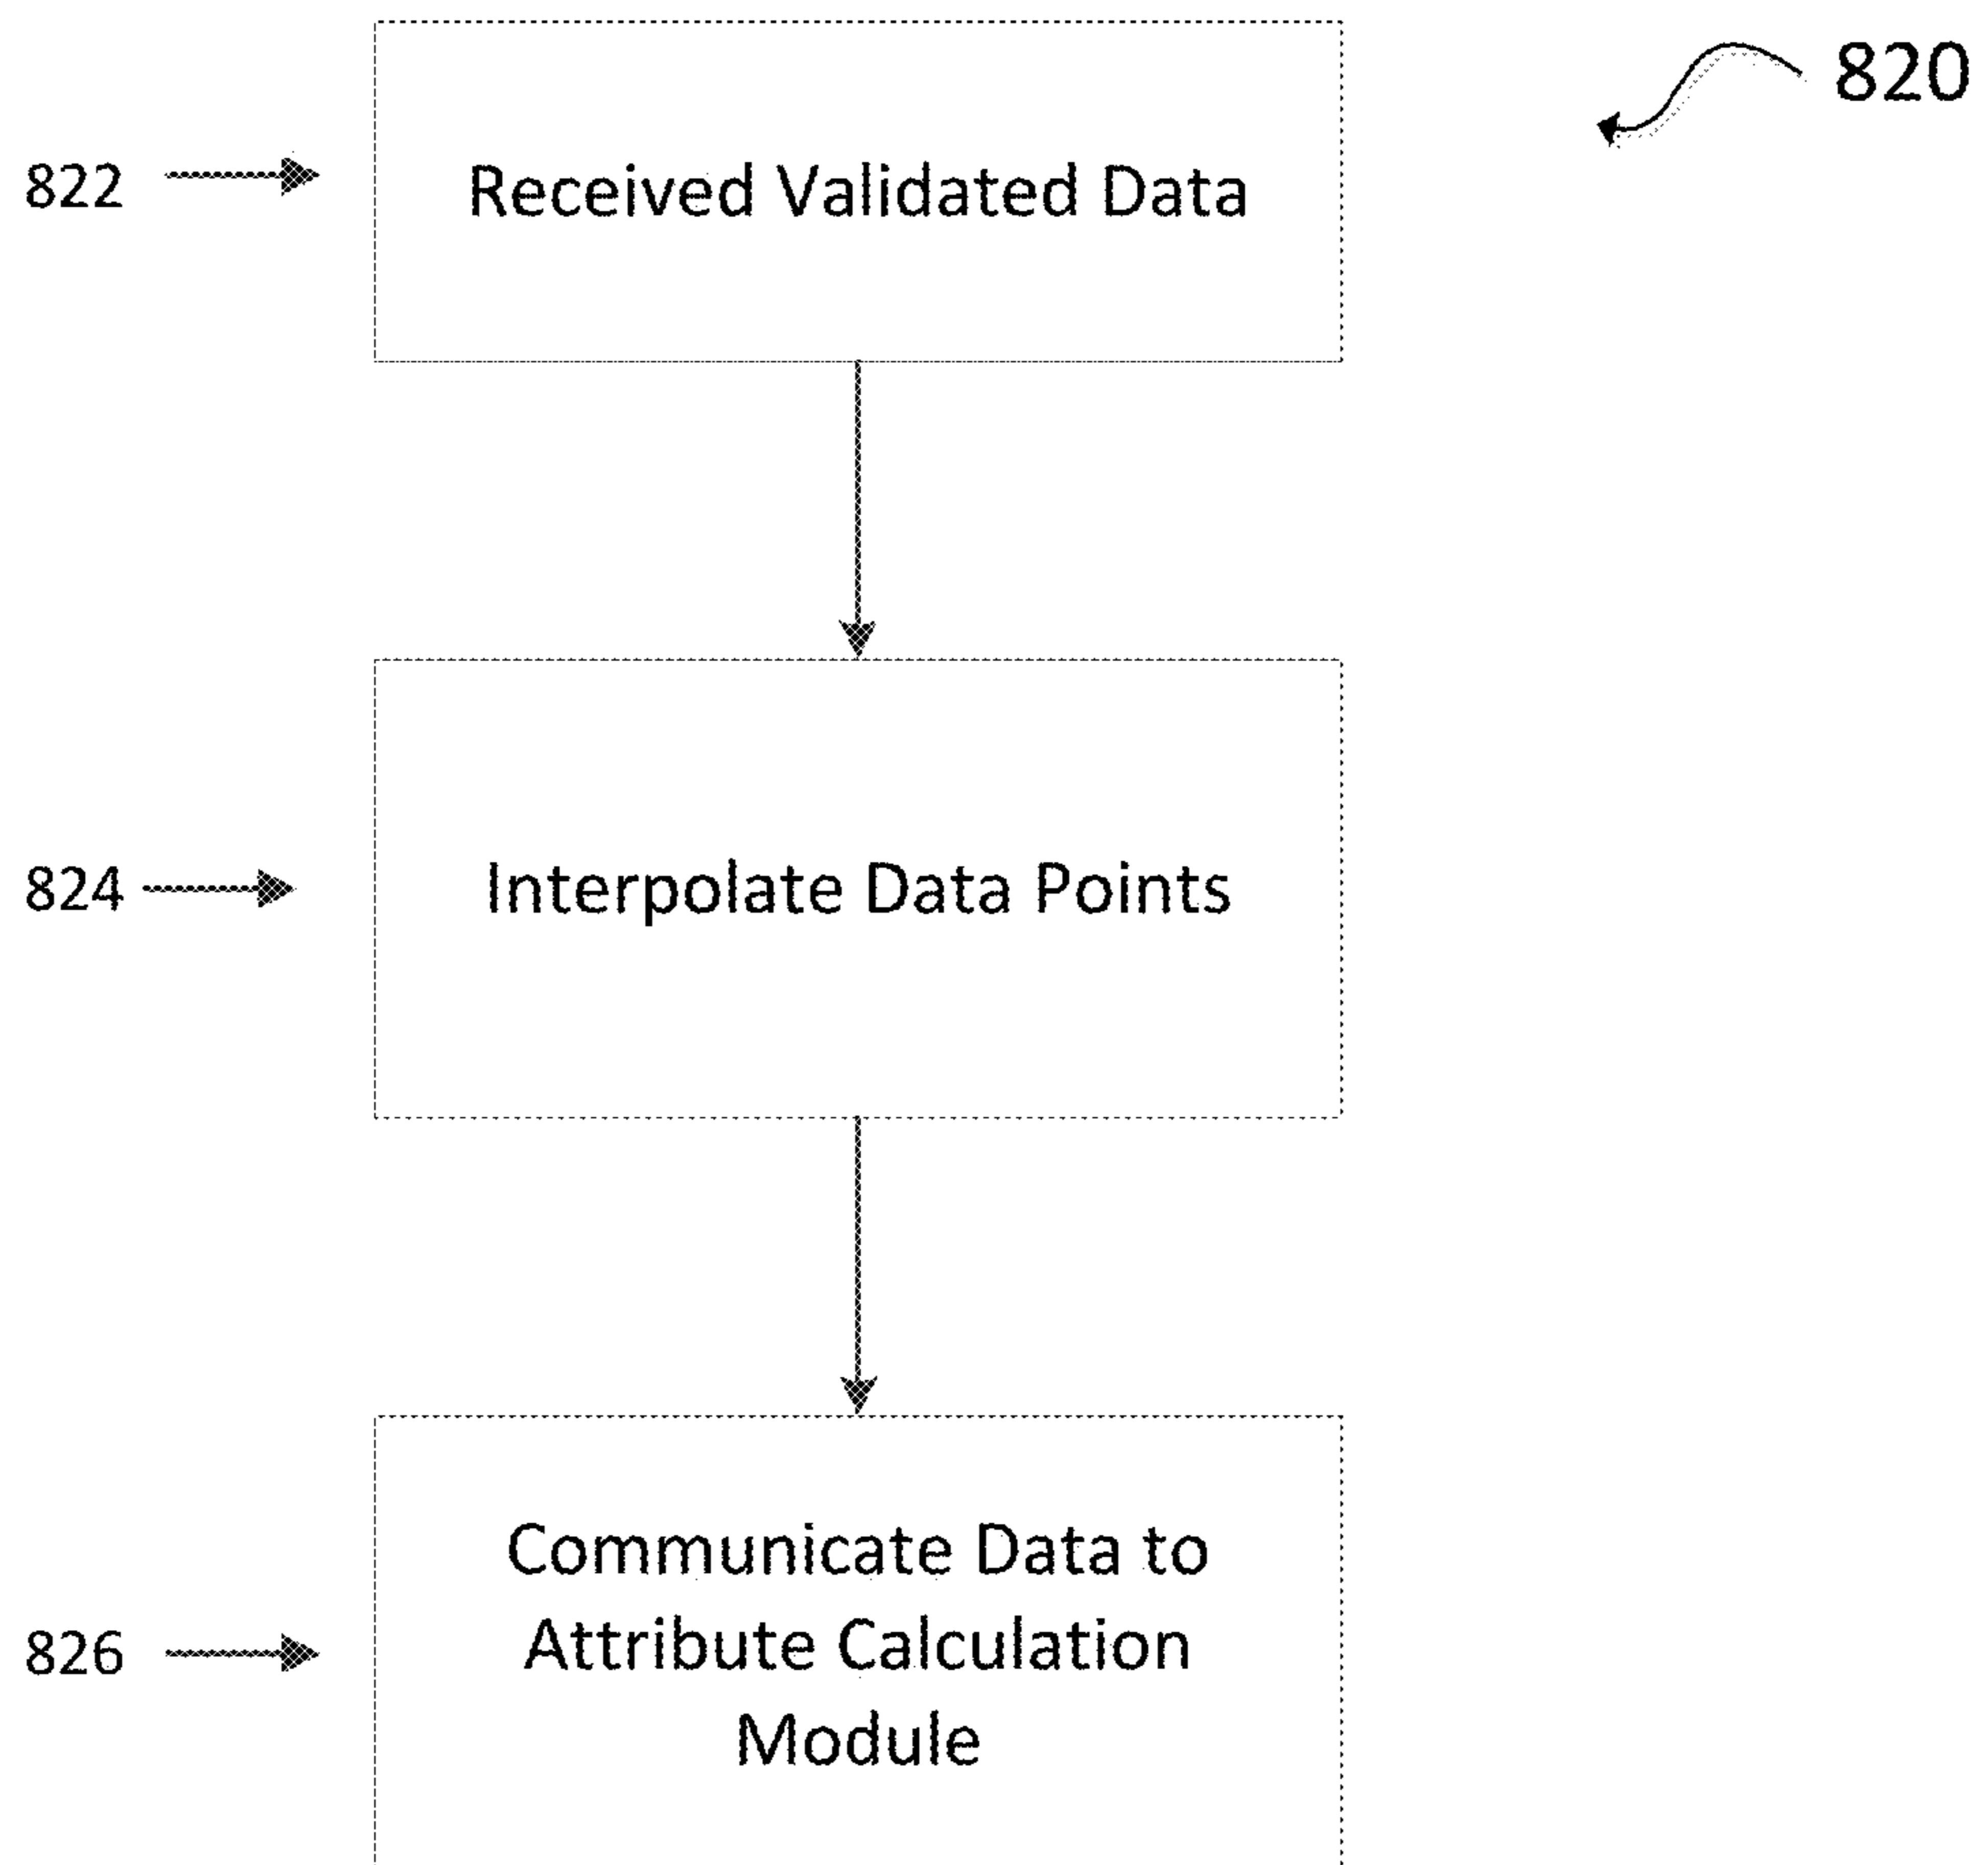 820
822
Received Validated Data
824
Interpolate Data Points
826
Communicate Data to
Attribute Calculation
Module